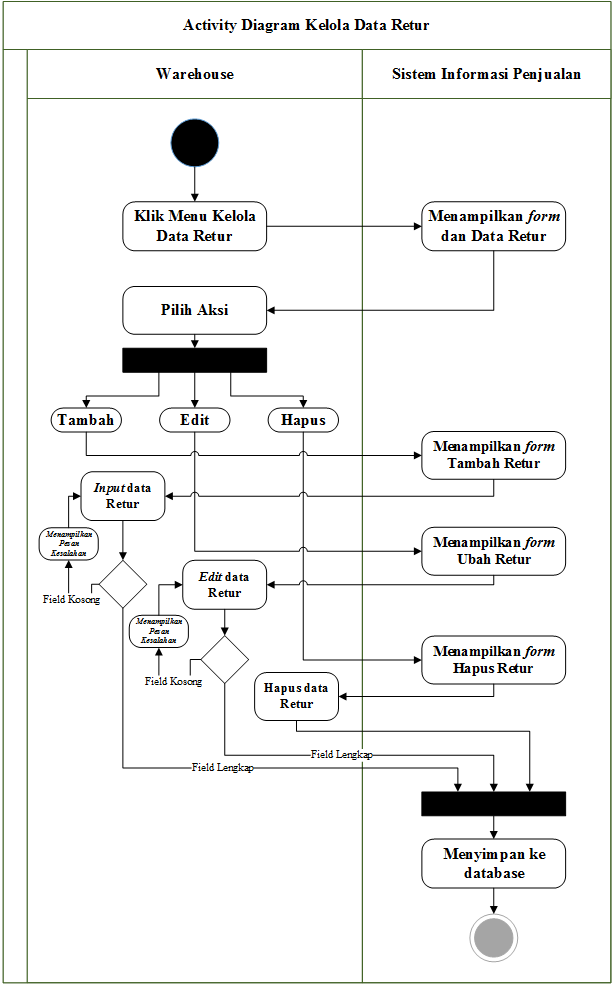 Activity Diagram Kelola Data Retur
Warehouse
Sistem Informasi Penjualan
Klik Menu Kelola
Data Retur
Menampilkan form
dan Data Retur
Pilih Aksi
Tambah
Edit
Hapus
Menampilkan form
Tambah Retur
Input data
Retur
Menampilkan
Pesan
Kesalahan
Field Kosong
Menampilkan form
Ubah Retur
Edit data
Retur
Menampilkan
Pesan
Kesalahan
Field Kosong
Menampilkan form
Hapus Retur
Hapus data
Retur
Field Lengkap
Field Lengkap
Menyimpan ke
database